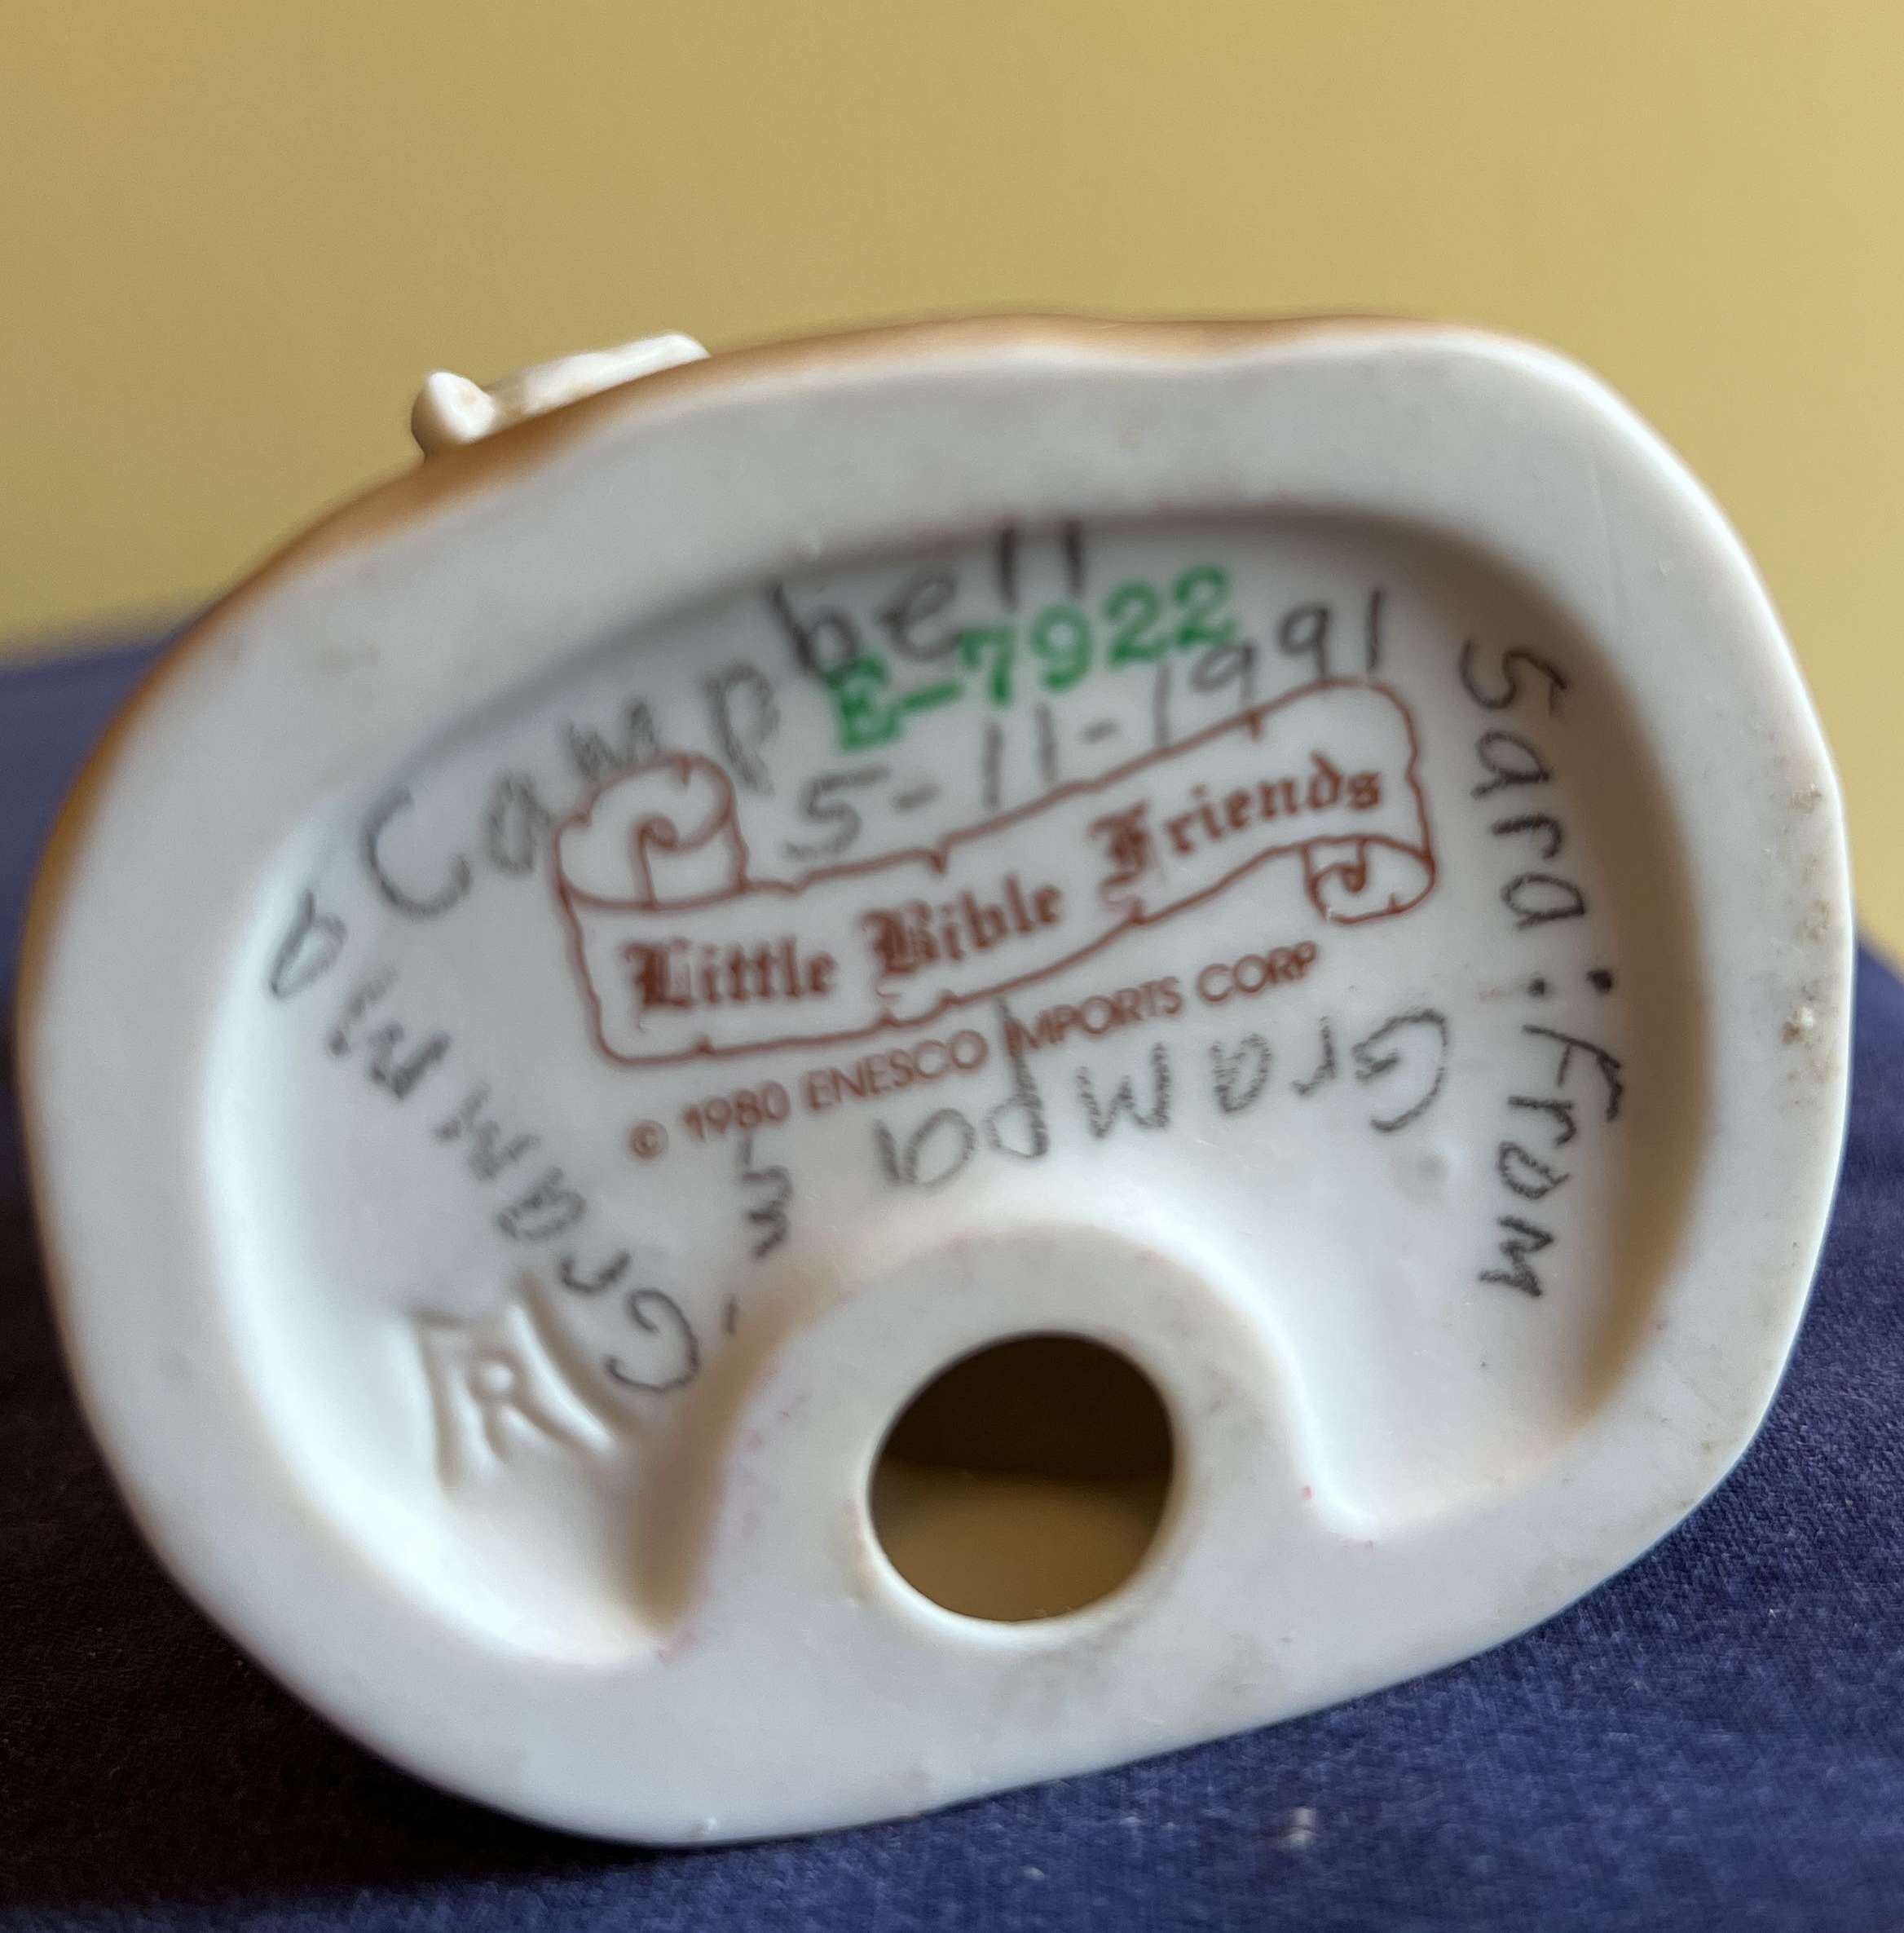 E-7922
5-11-1991
Little Bible Friends
© 1980 ENESCO IMPORTS CORP
Sara: From
Grampa
&
Gramma
Campbell